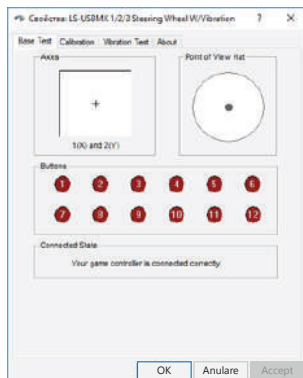 Ceoilcrea: LS-USBMX 1/2/3 Steering Wheel W/Vibration ? X
Base Test Calibration Vibration Test About
Axes
Point of View Hat
1(X) and 2(Y)
Buttons
1 2 3 4 5 6
7 8 9 10 11 12
Connected State
Your game controller is connected correctly.
OK Anulare Accept